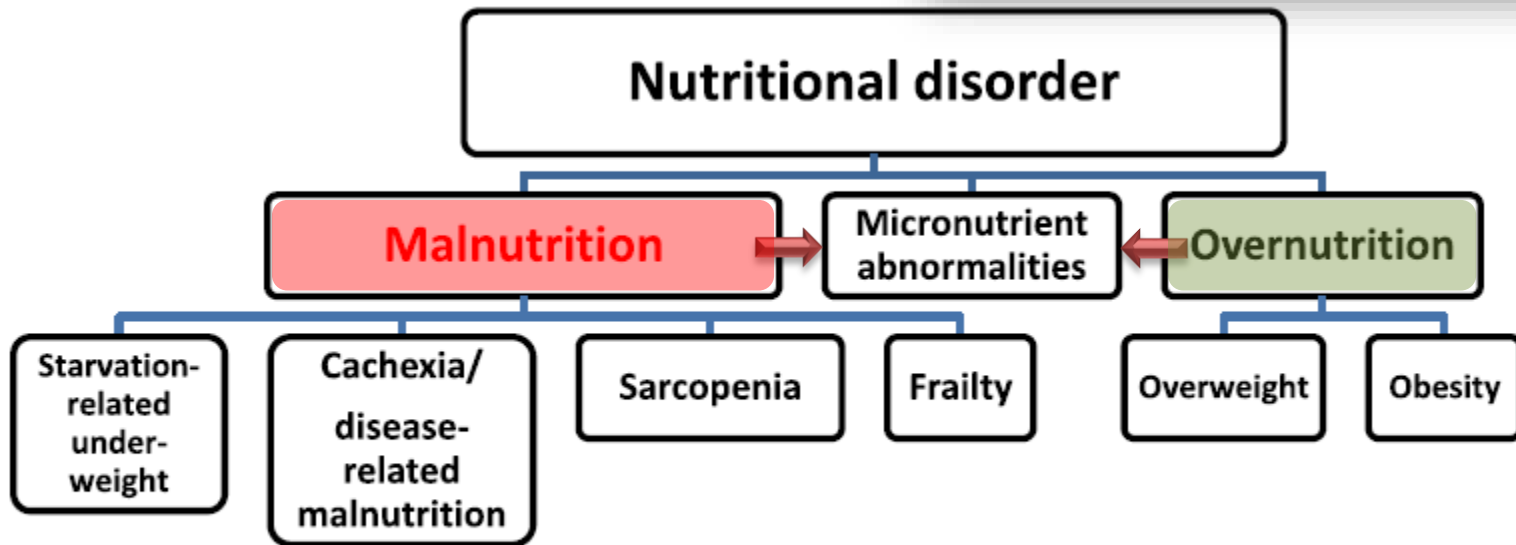 Nutritional disorder
Malnutrition
Micronutrient
abnormalities
Overnutrition
Starvation-
related
under-
weight
Cachexia/
disease-
related
malnutrition
Sarcopenia
Frailty
Overweight
Obesity